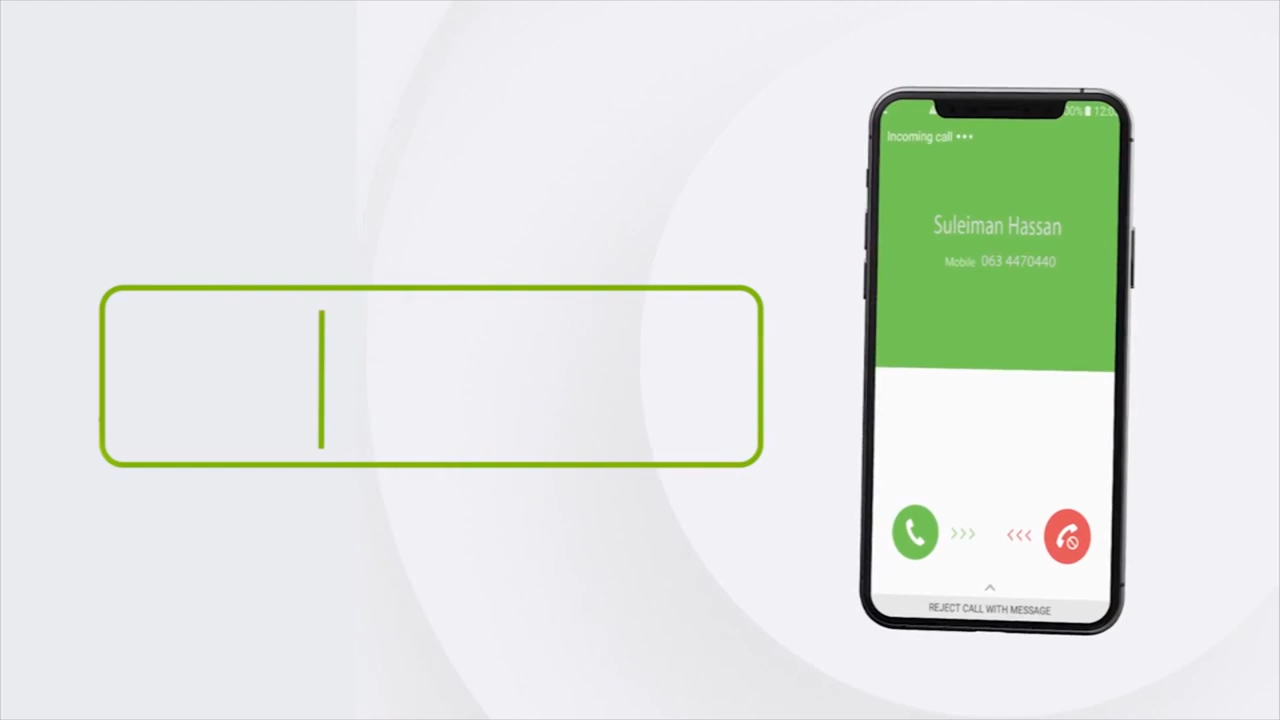 Incoming call •••
Suleiman Hassan
Mobile 063 4470440
REJECT CALL WITH MESSAGE